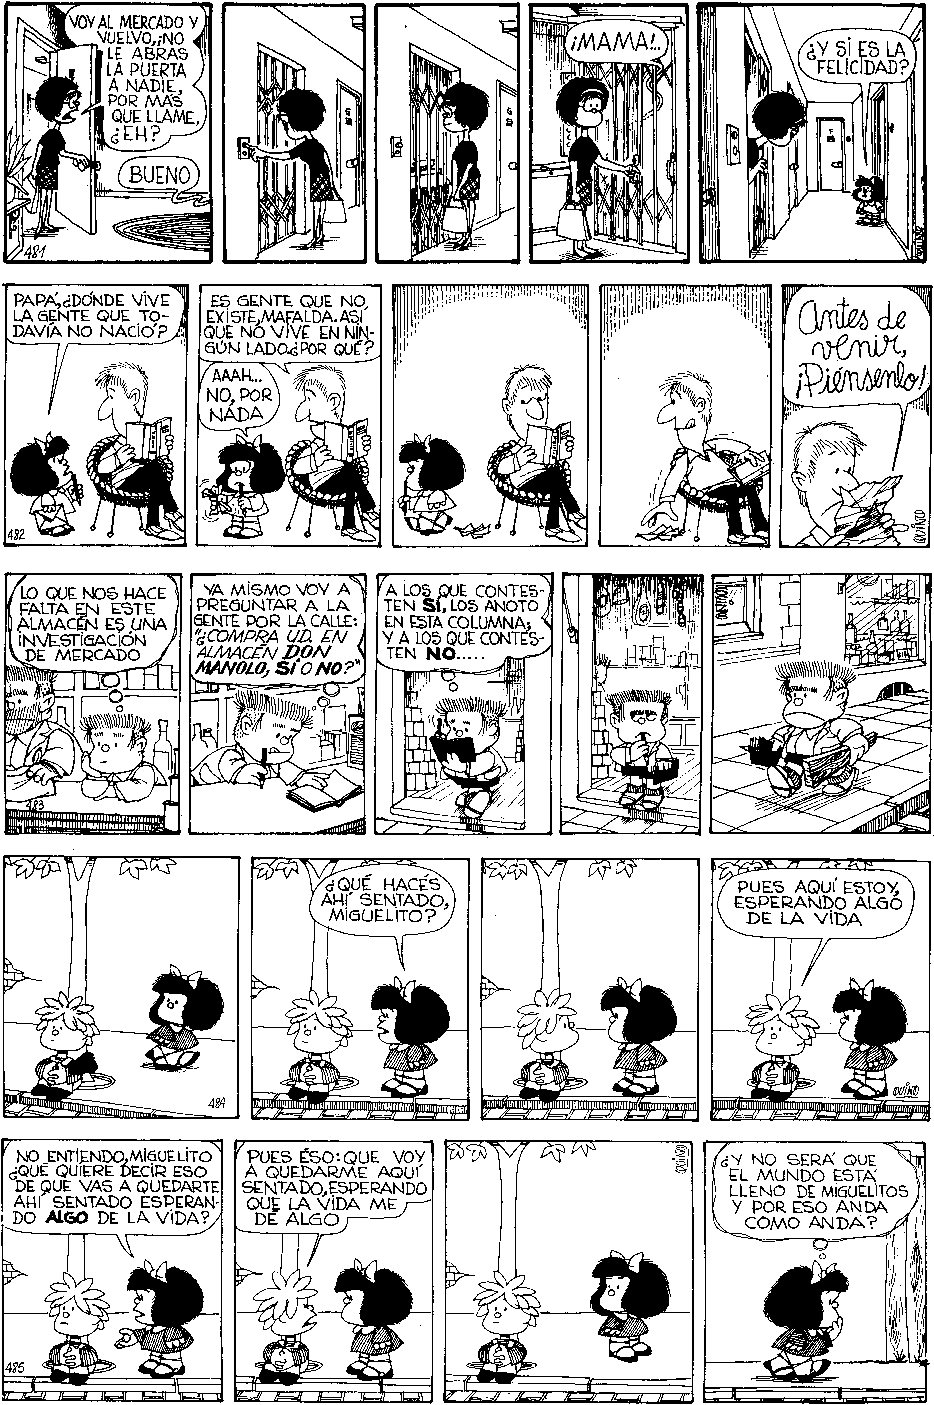 VOY AL MERCADO Y
VUELVO, ¡NO
LE ABRAS
LA PUERTA
A NADIE,
POR MAS
QUE LLAME,
¿EH?
BUENO
481
¡MAMA!..
¿Y SI ES LA
FELICIDAD?
QUINO
PAPÁ, ¿DÓNDE VIVE
LA GENTE QUE TO-
DAVÍA NO NACIÓ?
482
ES GENTE QUE NO
EXISTE, MAFALDA. ASÍ
QUE NO VIVE EN NIN-
GÚN LADO. ¿POR QUÉ?
AAAH...
NO, POR
NADA
Antes de
venir,
¡Piénsenlo!
QUINO
LO QUE NOS HACE
FALTA EN ESTE
ALMACÉN ES UNA
INVESTIGACIÓN
DE MERCADO
483
YA MISMO VOY A
PREGUNTAR A LA
GENTE POR LA CALLE:
"¿COMPRA UD. EN
ALMACÉN DON
MANOLO, SÍ O NO?"
A LOS QUE CONTES-
TEN SÍ, LOS ANOTO
EN ESTA COLUMNA;
Y A LOS QUE CONTES-
TEN NO.....
484
¿QUÉ HACÉS
AHÍ SENTADO,
MIGUELITO?
PUES AQUÍ ESTOY,
ESPERANDO ALGO
DE LA VIDA
QUINO
NO ENTIENDO, MIGUELITO
¿QUÉ QUIERE DECIR ESO
DE QUE VAS A QUEDARTE
AHÍ SENTADO ESPERAN-
DO ALGO DE LA VIDA?
485
PUES ÉSO: QUE VOY
A QUEDARME AQUÍ
SENTADO, ESPERANDO
QUE LA VIDA ME
DÉ ALGO
QUINO
¿Y NO SERÁ QUE
EL MUNDO ESTÁ
LLENO DE MIGUELITOS
Y POR ESO ANDA
COMO ANDA?